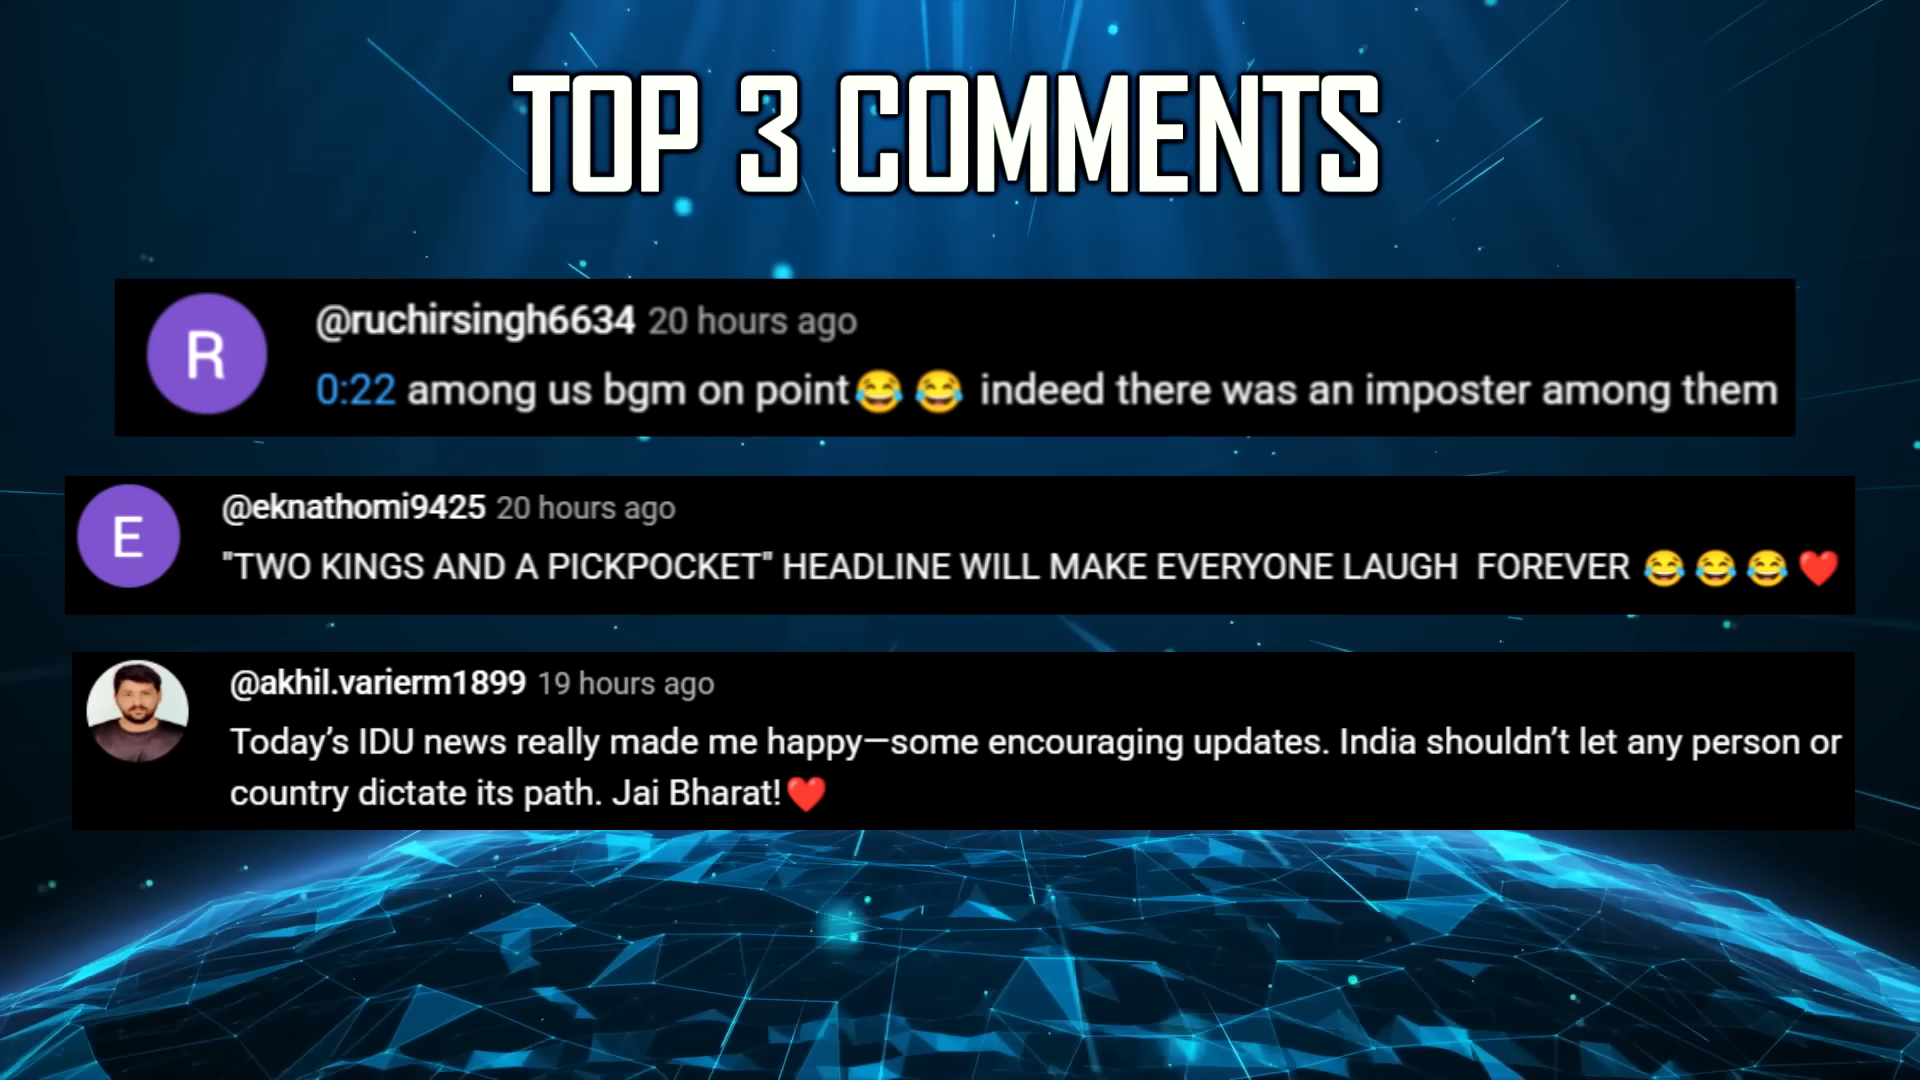 TOP 3 COMMENTS
R
@ruchirsingh6634 20 hours ago
0:22 among us bgm on point😂😂 indeed there was an imposter among them
E
@eknathomi9425 20 hours ago
"TWO KINGS AND A PICKPOCKET" HEADLINE WILL MAKE EVERYONE LAUGH  FOREVER 😂😂😂❤️
@akhil.varierm1899 19 hours ago
Today’s IDU news really made me happy—some encouraging updates. India shouldn’t let any person or
country dictate its path. Jai Bharat!❤️